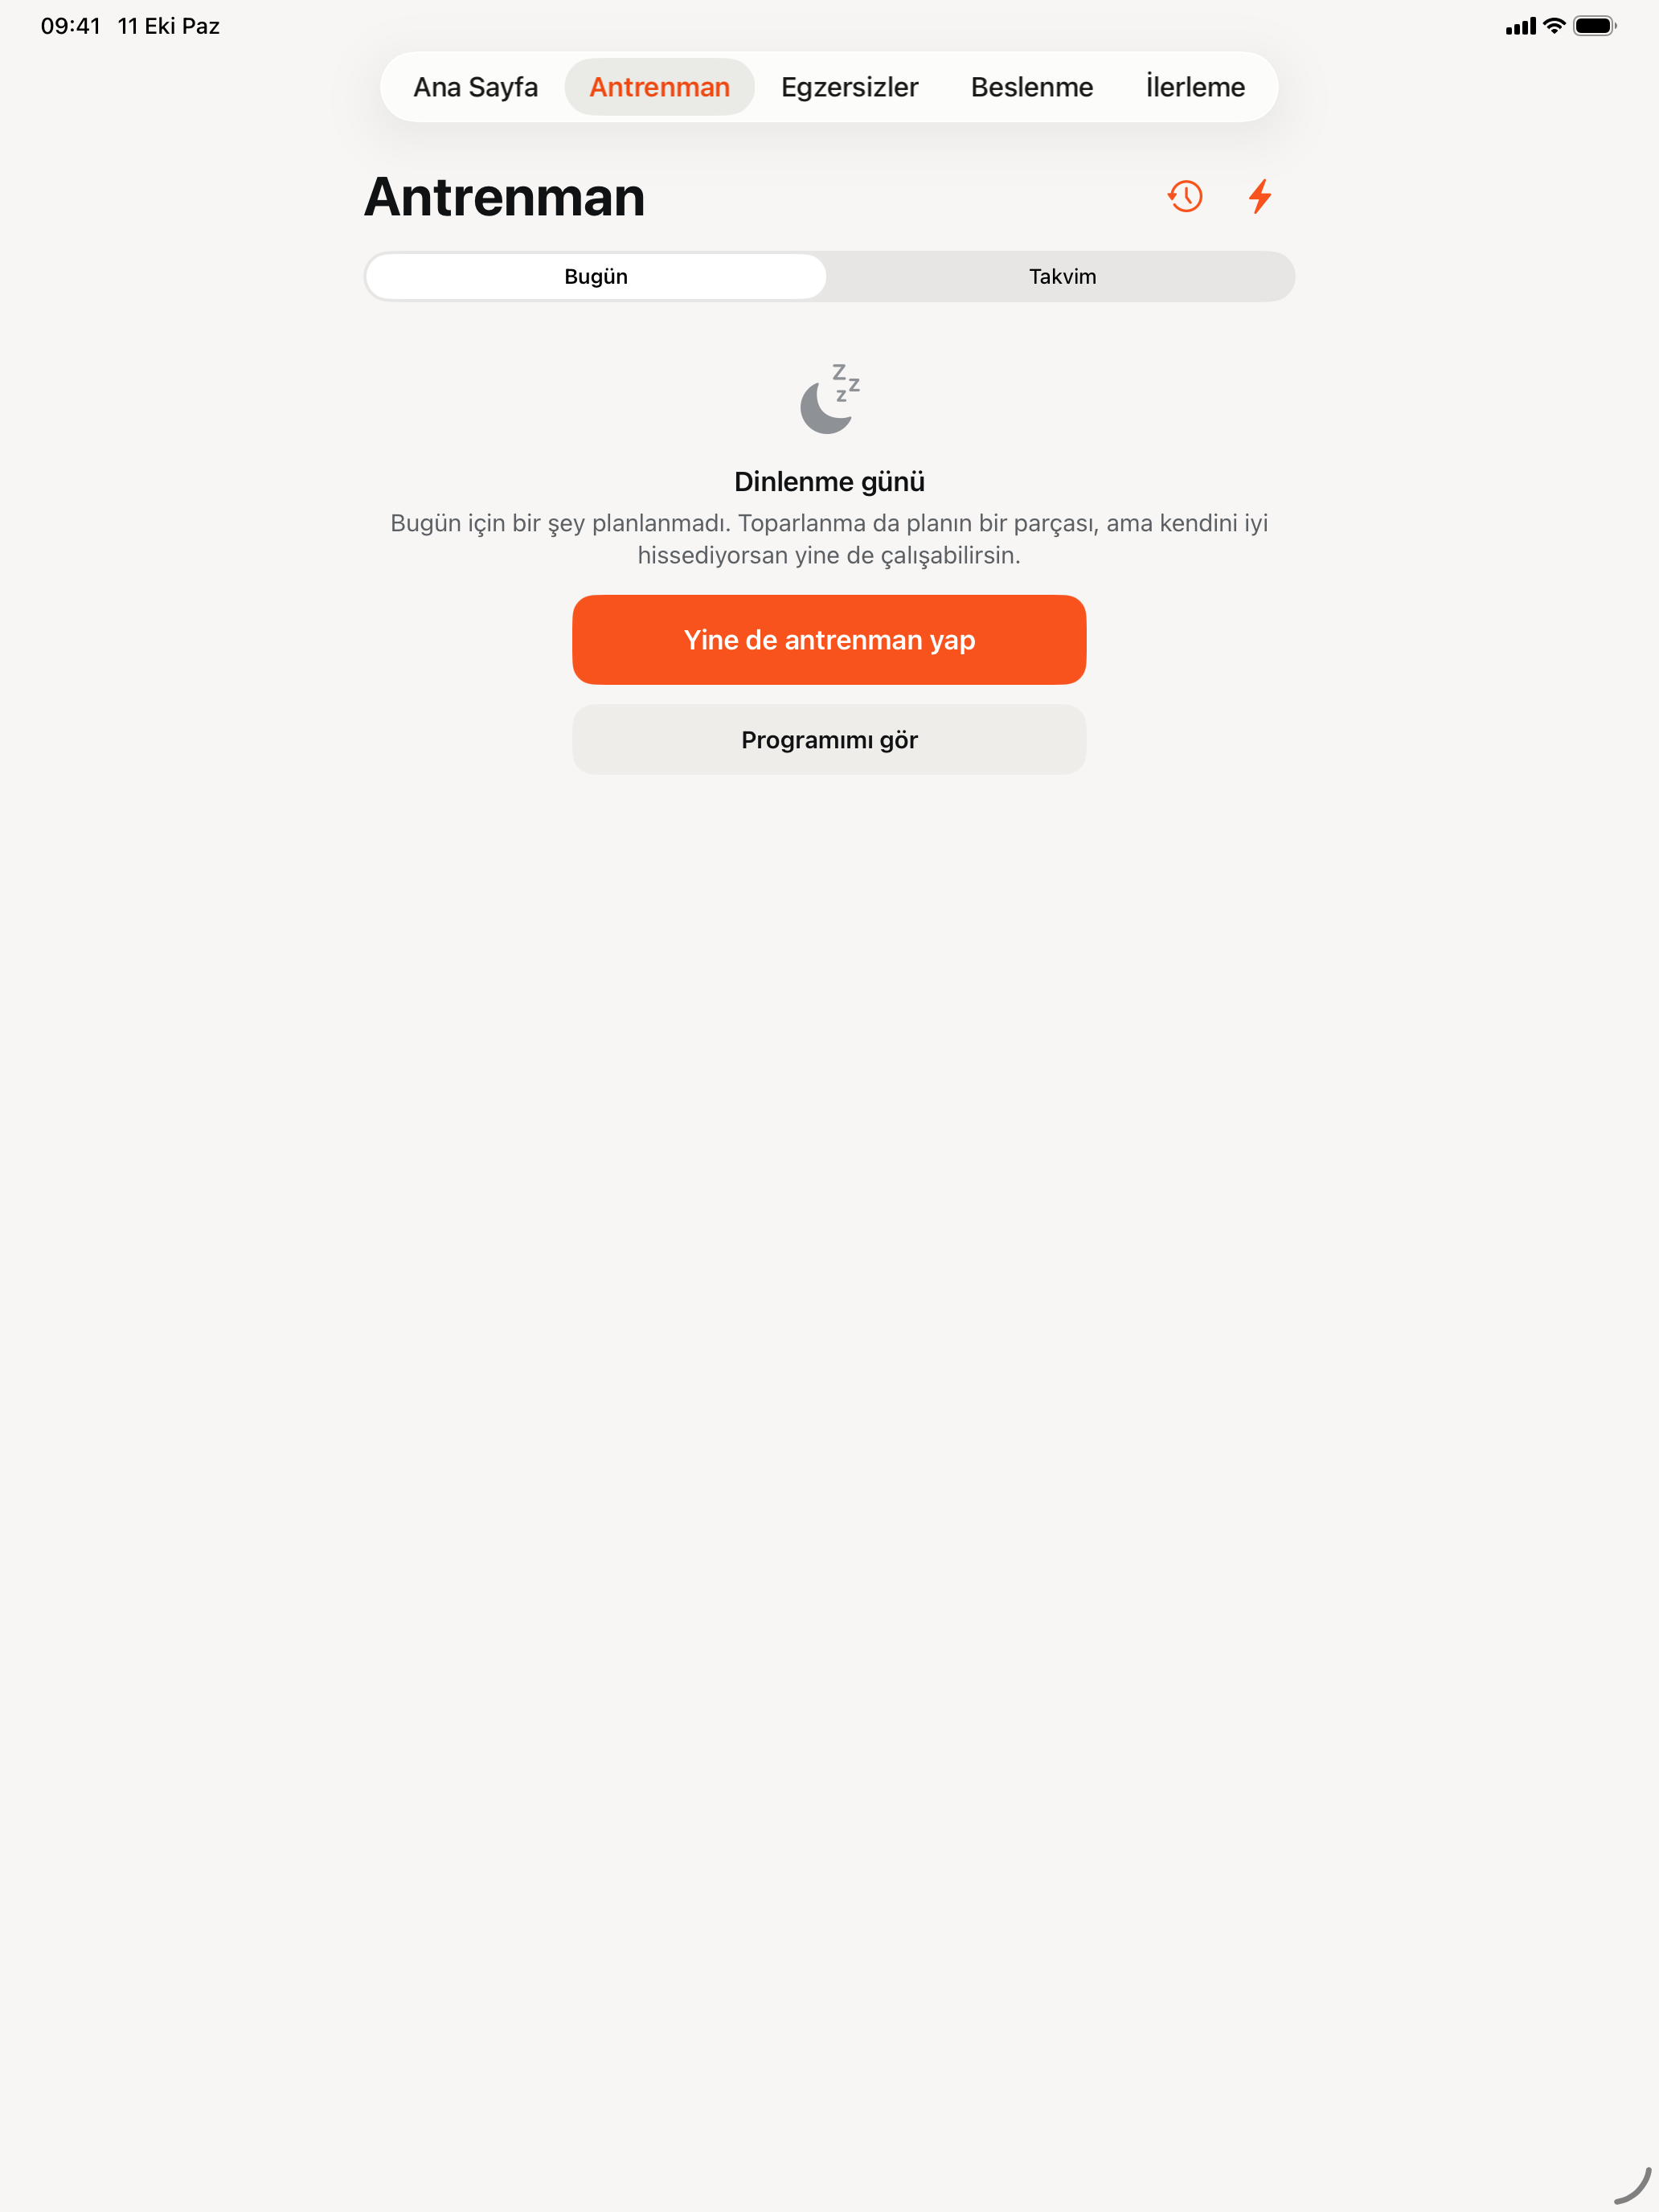 09:41 11 Eki Paz
Ana Sayfa Antrenman Egzersizler Beslenme İlerleme
Antrenman
Bugün Takvim
z z z
Dinlenme günü
Bugün için bir şey planlanmadı. Toparlanma da planın bir parçası, ama kendini iyi
hissediyorsan yine de çalışabilirsin.
Yine de antrenman yap
Programımı gör